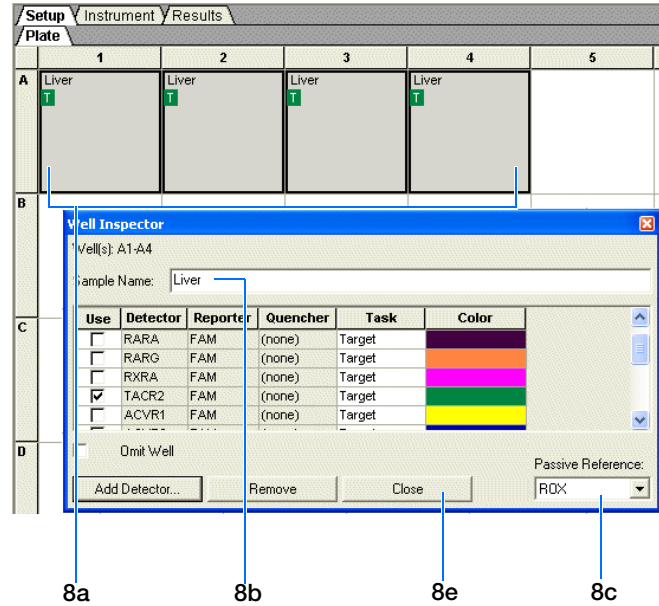 Setup Instrument Results
Plate
1 2 3 4 5
A Liver Liver Liver Liver
T T T T
B
Well Inspector
Well(s): A1-A4
Sample Name: Liver
C
Use Detector Reporter Quencher Task Color
RARA FAM (none) Target
RARG FAM (none) Target
RXRA FAM (none) Target
TACR2 FAM (none) Target
ACVR1 FAM (none) Target
D
Omit Well
Passive Reference:
Add Detector... Remove Close ROX
8a 8b 8e 8c